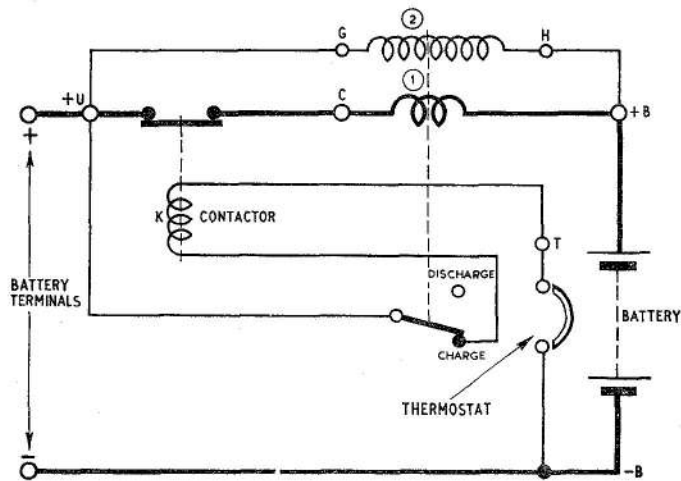 2
G
H
1
+U
C
+B
+
K CONTACTOR
T
DISCHARGE
BATTERY
TERMINALS
BATTERY
CHARGE
THERMOSTAT
−
−B